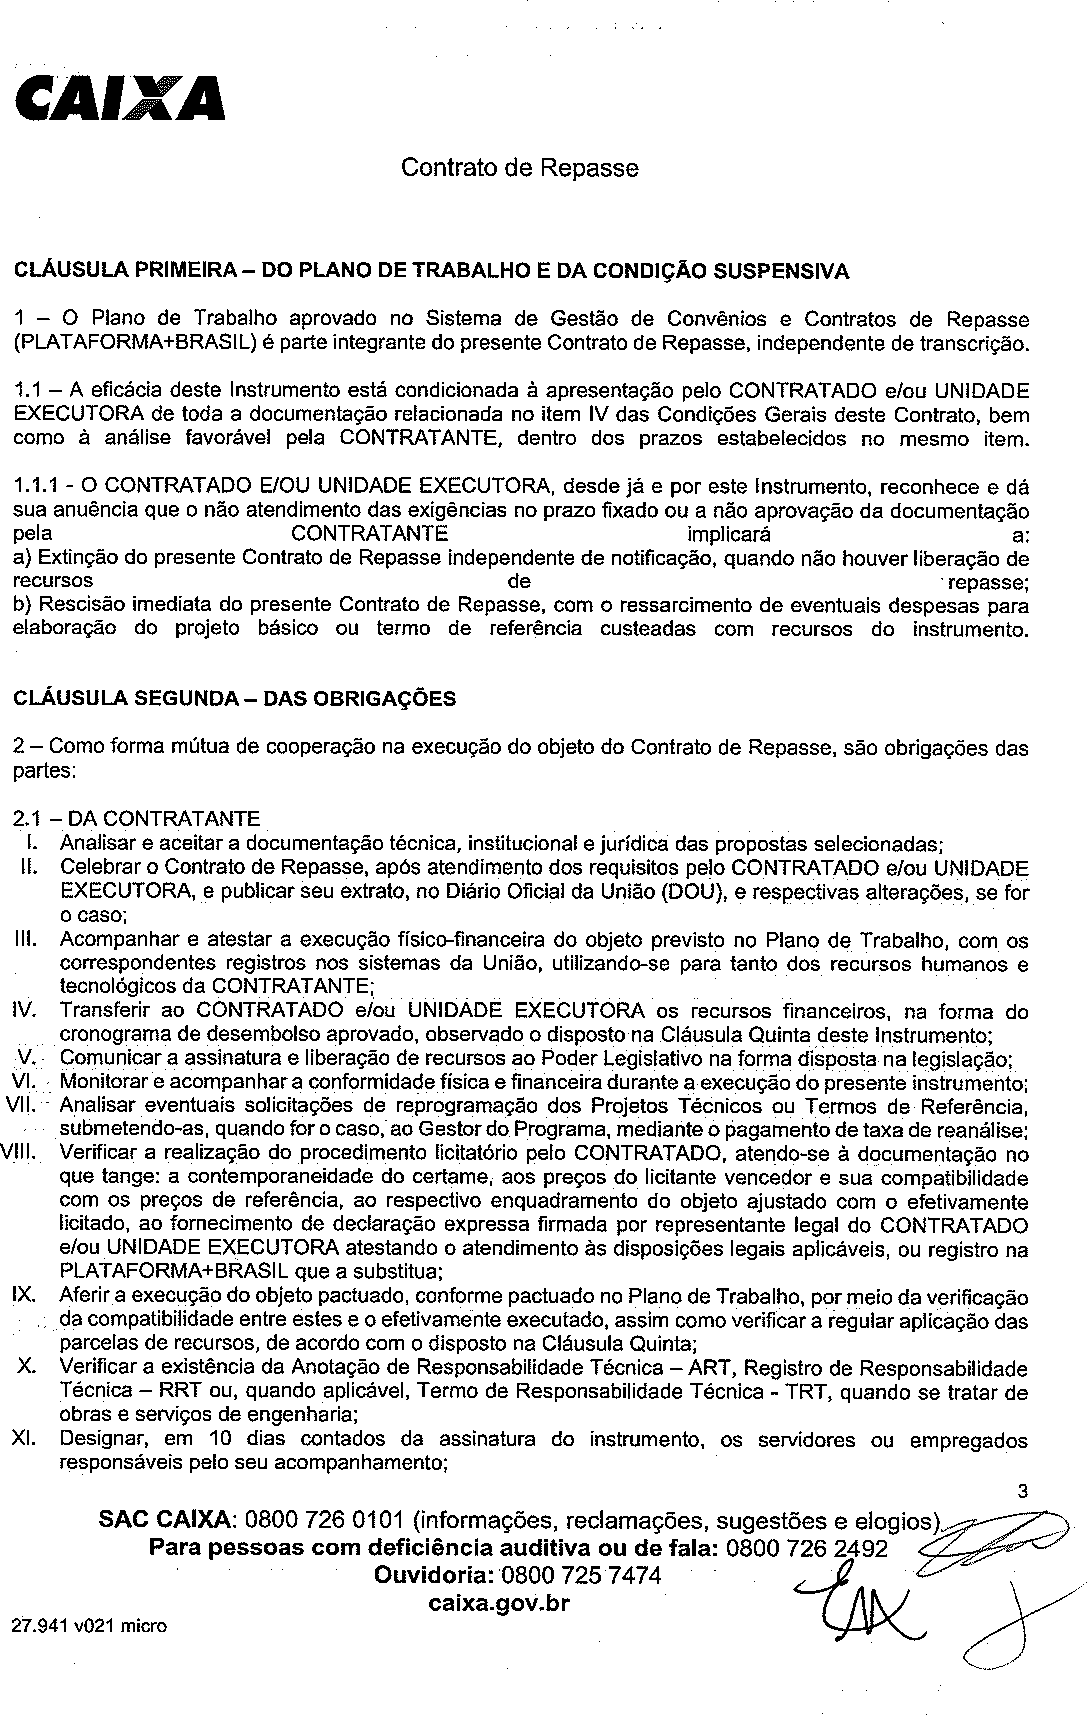 CAIXA
Contrato de Repasse
CLÁUSULA PRIMEIRA – DO PLANO DE TRABALHO E DA CONDIÇÃO SUSPENSIVA
1 – O Plano de Trabalho aprovado no Sistema de Gestão de Convênios e Contratos de Repasse
(PLATAFORMA+BRASIL) é parte integrante do presente Contrato de Repasse, independente de transcrição.
1.1 – A eficácia deste Instrumento está condicionada à apresentação pelo CONTRATADO e/ou UNIDADE
EXECUTORA de toda a documentação relacionada no item IV das Condições Gerais deste Contrato, bem
como à análise favorável pela CONTRATANTE, dentro dos prazos estabelecidos no mesmo item.
1.1.1 - O CONTRATADO E/OU UNIDADE EXECUTORA, desde já e por este Instrumento, reconhece e dá
sua anuência que o não atendimento das exigências no prazo fixado ou a não aprovação da documentação
pela CONTRATANTE implicará a:
a) Extinção do presente Contrato de Repasse independente de notificação, quando não houver liberação de
recursos de repasse;
b) Rescisão imediata do presente Contrato de Repasse, com o ressarcimento de eventuais despesas para
elaboração do projeto básico ou termo de referência custeadas com recursos do instrumento.
CLÁUSULA SEGUNDA – DAS OBRIGAÇÕES
2 – Como forma mútua de cooperação na execução do objeto do Contrato de Repasse, são obrigações das
partes:
2.1 – DA CONTRATANTE
I. Analisar e aceitar a documentação técnica, institucional e jurídica das propostas selecionadas;
II. Celebrar o Contrato de Repasse, após atendimento dos requisitos pelo CONTRATADO e/ou UNIDADE
EXECUTORA, e publicar seu extrato, no Diário Oficial da União (DOU), e respectivas alterações, se for
o caso;
III. Acompanhar e atestar a execução físico-financeira do objeto previsto no Plano de Trabalho, com os
correspondentes registros nos sistemas da União, utilizando-se para tanto dos recursos humanos e
tecnológicos da CONTRATANTE;
IV. Transferir ao CONTRATADO e/ou UNIDADE EXECUTORA os recursos financeiros, na forma do
cronograma de desembolso aprovado, observado o disposto na Cláusula Quinta deste Instrumento;
V. Comunicar a assinatura e liberação de recursos ao Poder Legislativo na forma disposta na legislação;
VI. Monitorar e acompanhar a conformidade física e financeira durante a execução do presente instrumento;
VII. Analisar eventuais solicitações de reprogramação dos Projetos Técnicos ou Termos de Referência,
submetendo-as, quando for o caso, ao Gestor do Programa, mediante o pagamento de taxa de reanálise;
VIII. Verificar a realização do procedimento licitatório pelo CONTRATADO, atendo-se à documentação no
que tange: a contemporaneidade do certame, aos preços do licitante vencedor e sua compatibilidade
com os preços de referência, ao respectivo enquadramento do objeto ajustado com o efetivamente
licitado, ao fornecimento de declaração expressa firmada por representante legal do CONTRATADO
e/ou UNIDADE EXECUTORA atestando o atendimento às disposições legais aplicáveis, ou registro na
PLATAFORMA+BRASIL que a substitua;
IX. Aferir a execução do objeto pactuado, conforme pactuado no Plano de Trabalho, por meio da verificação
da compatibilidade entre estes e o efetivamente executado, assim como verificar a regular aplicação das
parcelas de recursos, de acordo com o disposto na Cláusula Quinta;
X. Verificar a existência da Anotação de Responsabilidade Técnica – ART, Registro de Responsabilidade
Técnica – RRT ou, quando aplicável, Termo de Responsabilidade Técnica - TRT, quando se tratar de
obras e serviços de engenharia;
XI. Designar, em 10 dias contados da assinatura do instrumento, os servidores ou empregados
responsáveis pelo seu acompanhamento;
3
SAC CAIXA: 0800 726 0101 (informações, reclamações, sugestões e elogios)
Para pessoas com deficiência auditiva ou de fala: 0800 726 2492
Ouvidoria: 0800 725 7474
caixa.gov.br
27.941 v021 micro